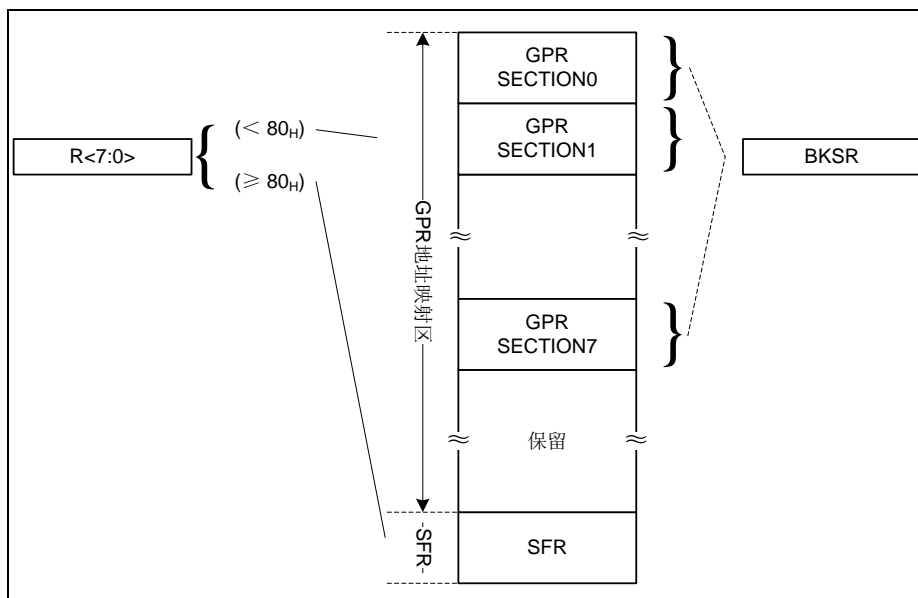 GPR
SECTION0
GPR
SECTION1
R<7:0>
(< 80H)
(≥ 80H)
BKSR
GPR地址映射区
GPR
SECTION7
保留
-SFR-
SFR